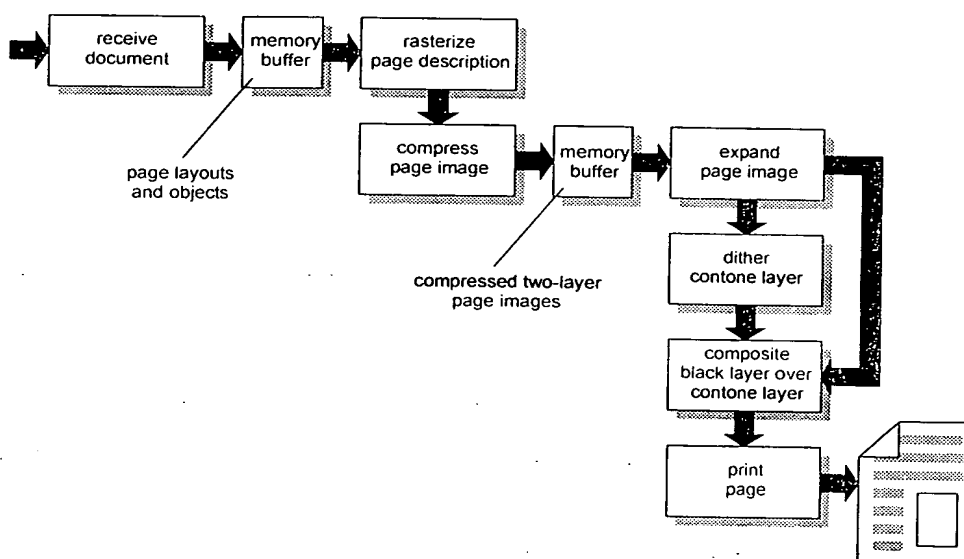 receive
document
memory
buffer
rasterize
page description
page layouts
and objects
compress
page image
memory
buffer
expand
page image
compressed two-layer
page images
dither
contone layer
composite
black layer over
contone layer
print
page